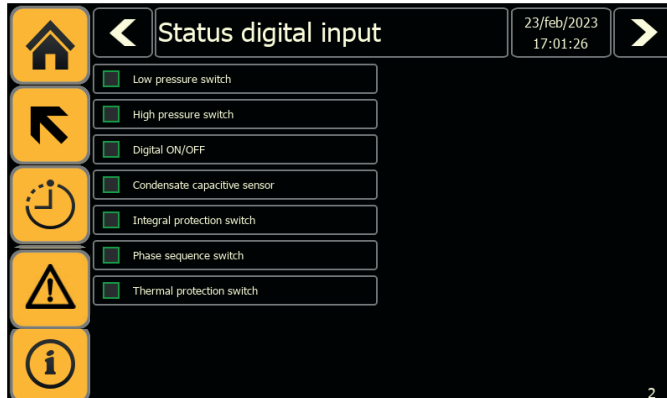 Status digital input
23/feb/2023
17:01:26
Low pressure switch
High pressure switch
Digital ON/OFF
Condensate capacitive sensor
Integral protection switch
Phase sequence switch
Thermal protection switch
2